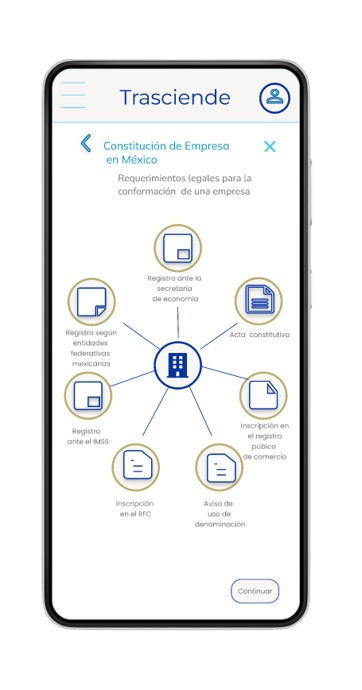 Trasciende
Constitución de Empresa
en México
Requerimientos legales para la
conformación de una empresa
Registro ante la
secretaria
de economía
Registro según
entidades
federativas
mexicanas
Acta constitutiva
Registro
ante el IMSS
Inscripción en
el registro
púbico
de comercio
Inscripción
en el RFC
Aviso de
uso de
denominación
Continuar